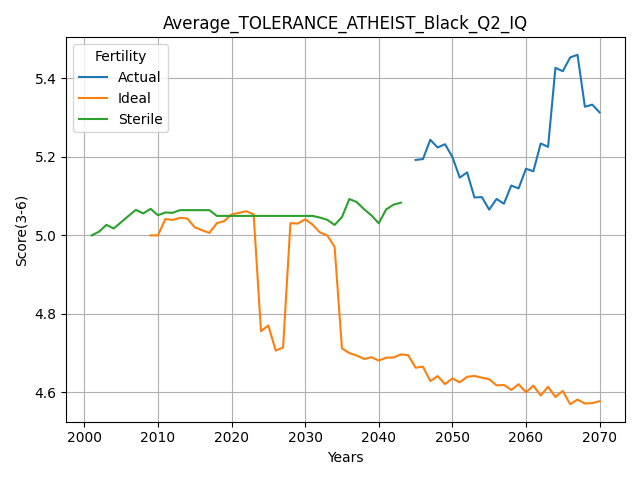 Average_TOLERANCE_ATHEIST_Black_Q2_IQ
Fertility
Actual
Ideal
Sterile
Score(3-6)
5.4
5.2
5.0
4.8
4.6
2000 2010 2020 2030 2040 2050 2060 2070
Years